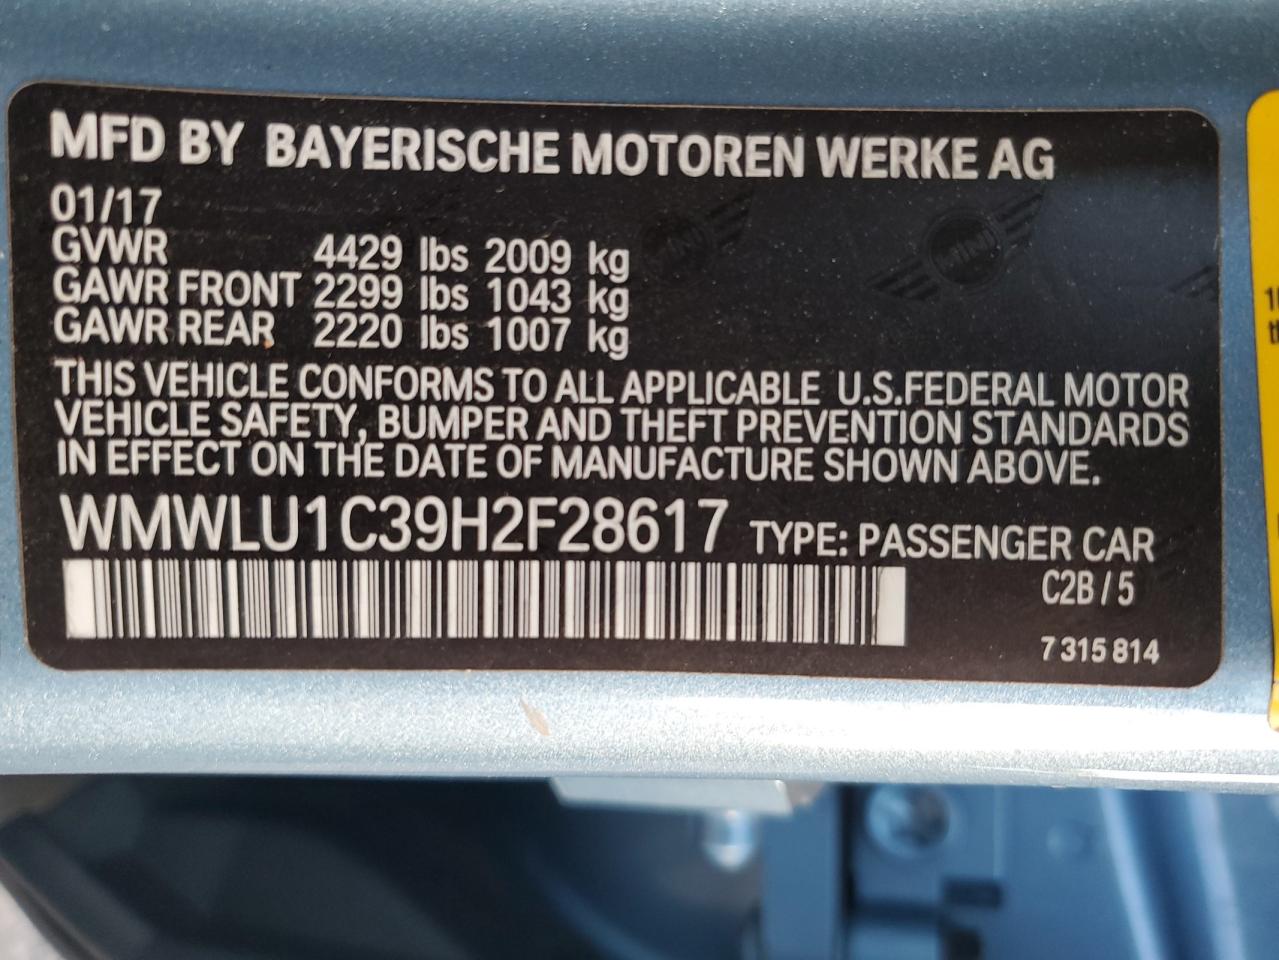 MFD BY BAYERISCHE MOTOREN WERKE AG
01/17
GVWR 4429 lbs 2009 kg
GAWR FRONT 2299 lbs 1043 kg
GAWR REAR 2220 lbs 1007 kg
THIS VEHICLE CONFORMS TO ALL APPLICABLE U.S.FEDERAL MOTOR
VEHICLE SAFETY, BUMPER AND THEFT PREVENTION STANDARDS
IN EFFECT ON THE DATE OF MANUFACTURE SHOWN ABOVE.
WMWLU1C39H2F28617 TYPE: PASSENGER CAR
C2B / 5
7 315 814
MINI